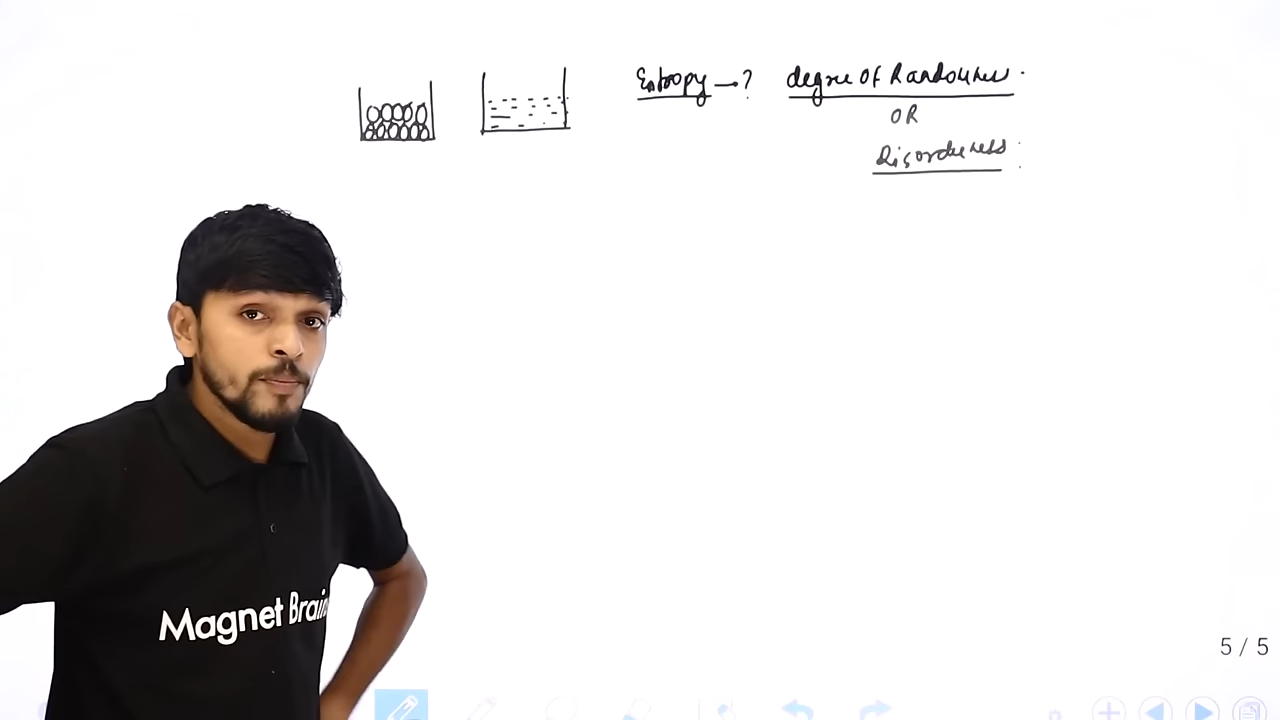 Entropy → ? degree of Randomness.
OR
Disorderness.
Magnet Brain
5 / 5